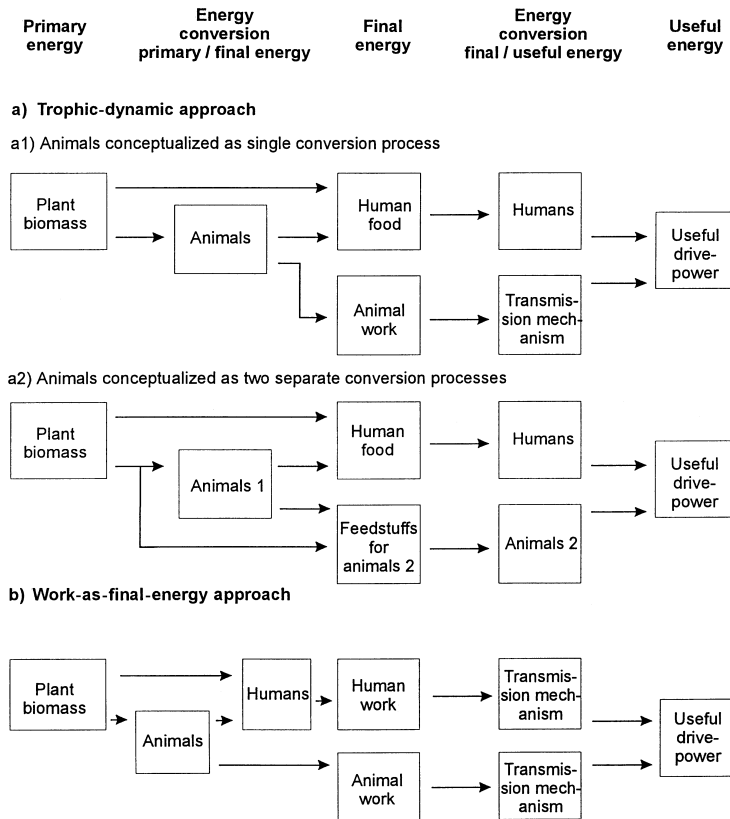 Primary
energy
Energy
conversion
primary / final energy
Final
energy
Energy
conversion
final / useful energy
Useful
energy
a) Trophic-dynamic approach
a1) Animals conceptualized as single conversion process
Plant
biomass
Animals
Human
food
Humans
Animal
work
Transmis-
sion mech-
anism
Useful
drive-
power
a2) Animals conceptualized as two separate conversion processes
Plant
biomass
Animals 1
Human
food
Humans
Feedstuffs
for
animals 2
Animals 2
Useful
drive-
power
b) Work-as-final-energy approach
Plant
biomass
Animals
Humans
Human
work
Transmis-
sion mech-
anism
Animal
work
Transmis-
sion mech-
anism
Useful
drive-
power